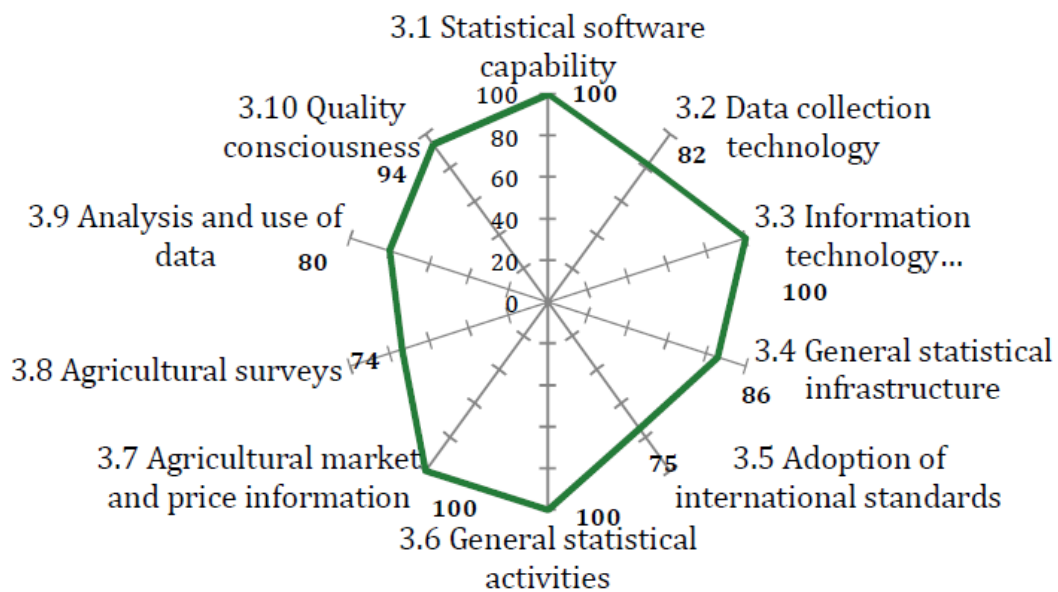 3.1 Statistical software
capability
100
100
3.2 Data collection
technology
82
3.3 Information
technology...
100
3.4 General statistical
infrastructure
86
3.5 Adoption of
international standards
75
3.6 General statistical
activities
100
3.7 Agricultural market
and price information
100
3.8 Agricultural surveys
74
3.9 Analysis and use of
data
80
3.10 Quality
consciousness
94
80
60
40
20
0